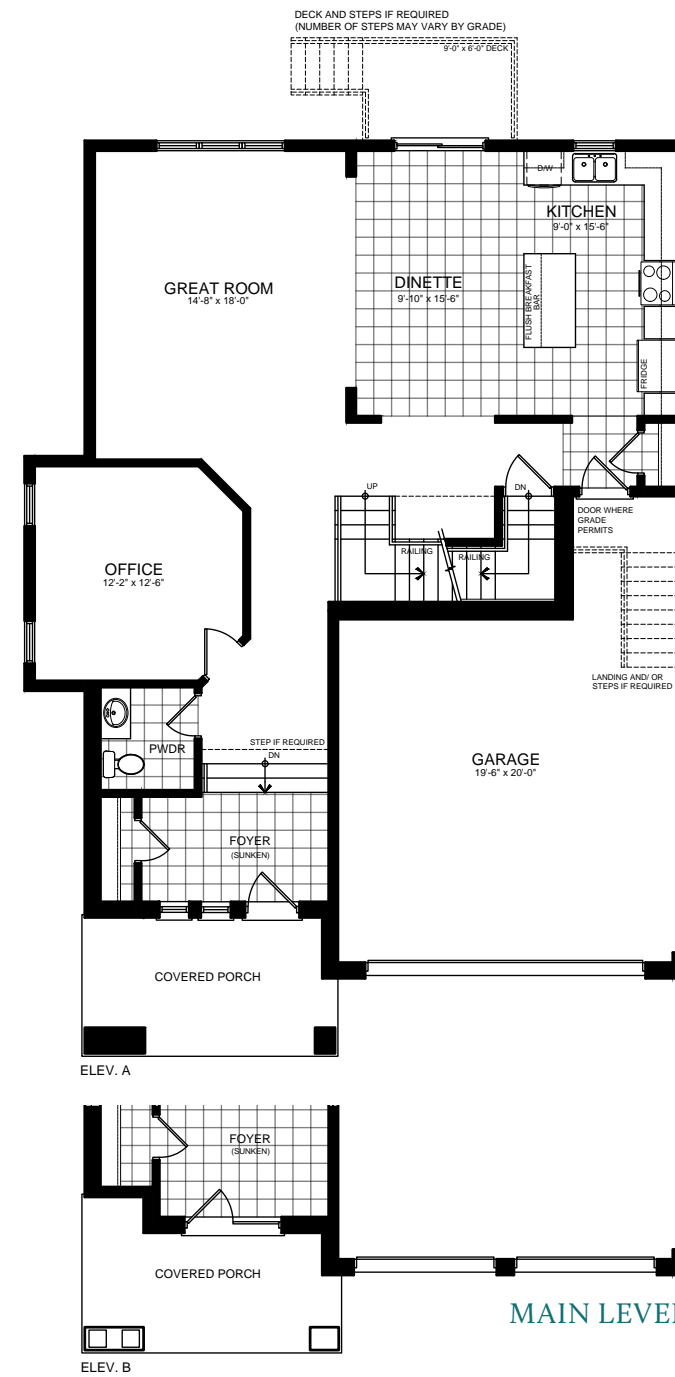 DECK AND STEPS IF REQUIRED
(NUMBER OF STEPS MAY VARY BY GRADE)
9'-0" x 6'-0" DECK
D/W
KITCHEN
9'-0" x 15'-6"
GREAT ROOM
14'-8" x 18'-0"
DINETTE
9'-10" x 15'-6"
FLUSH BREAKFAST
BAR
FRIDGE
UP
DN
DOOR WHERE
GRADE
PERMITS
RAILING
RAILING
OFFICE
12'-2" x 12'-6"
LANDING AND/ OR
STEPS IF REQUIRED
PWDR
STEP IF REQUIRED
DN
GARAGE
19'-6" x 20'-0"
FOYER
(SUNKEN)
COVERED PORCH
ELEV. A
FOYER
(SUNKEN)
COVERED PORCH
MAIN LEVEL
ELEV. B